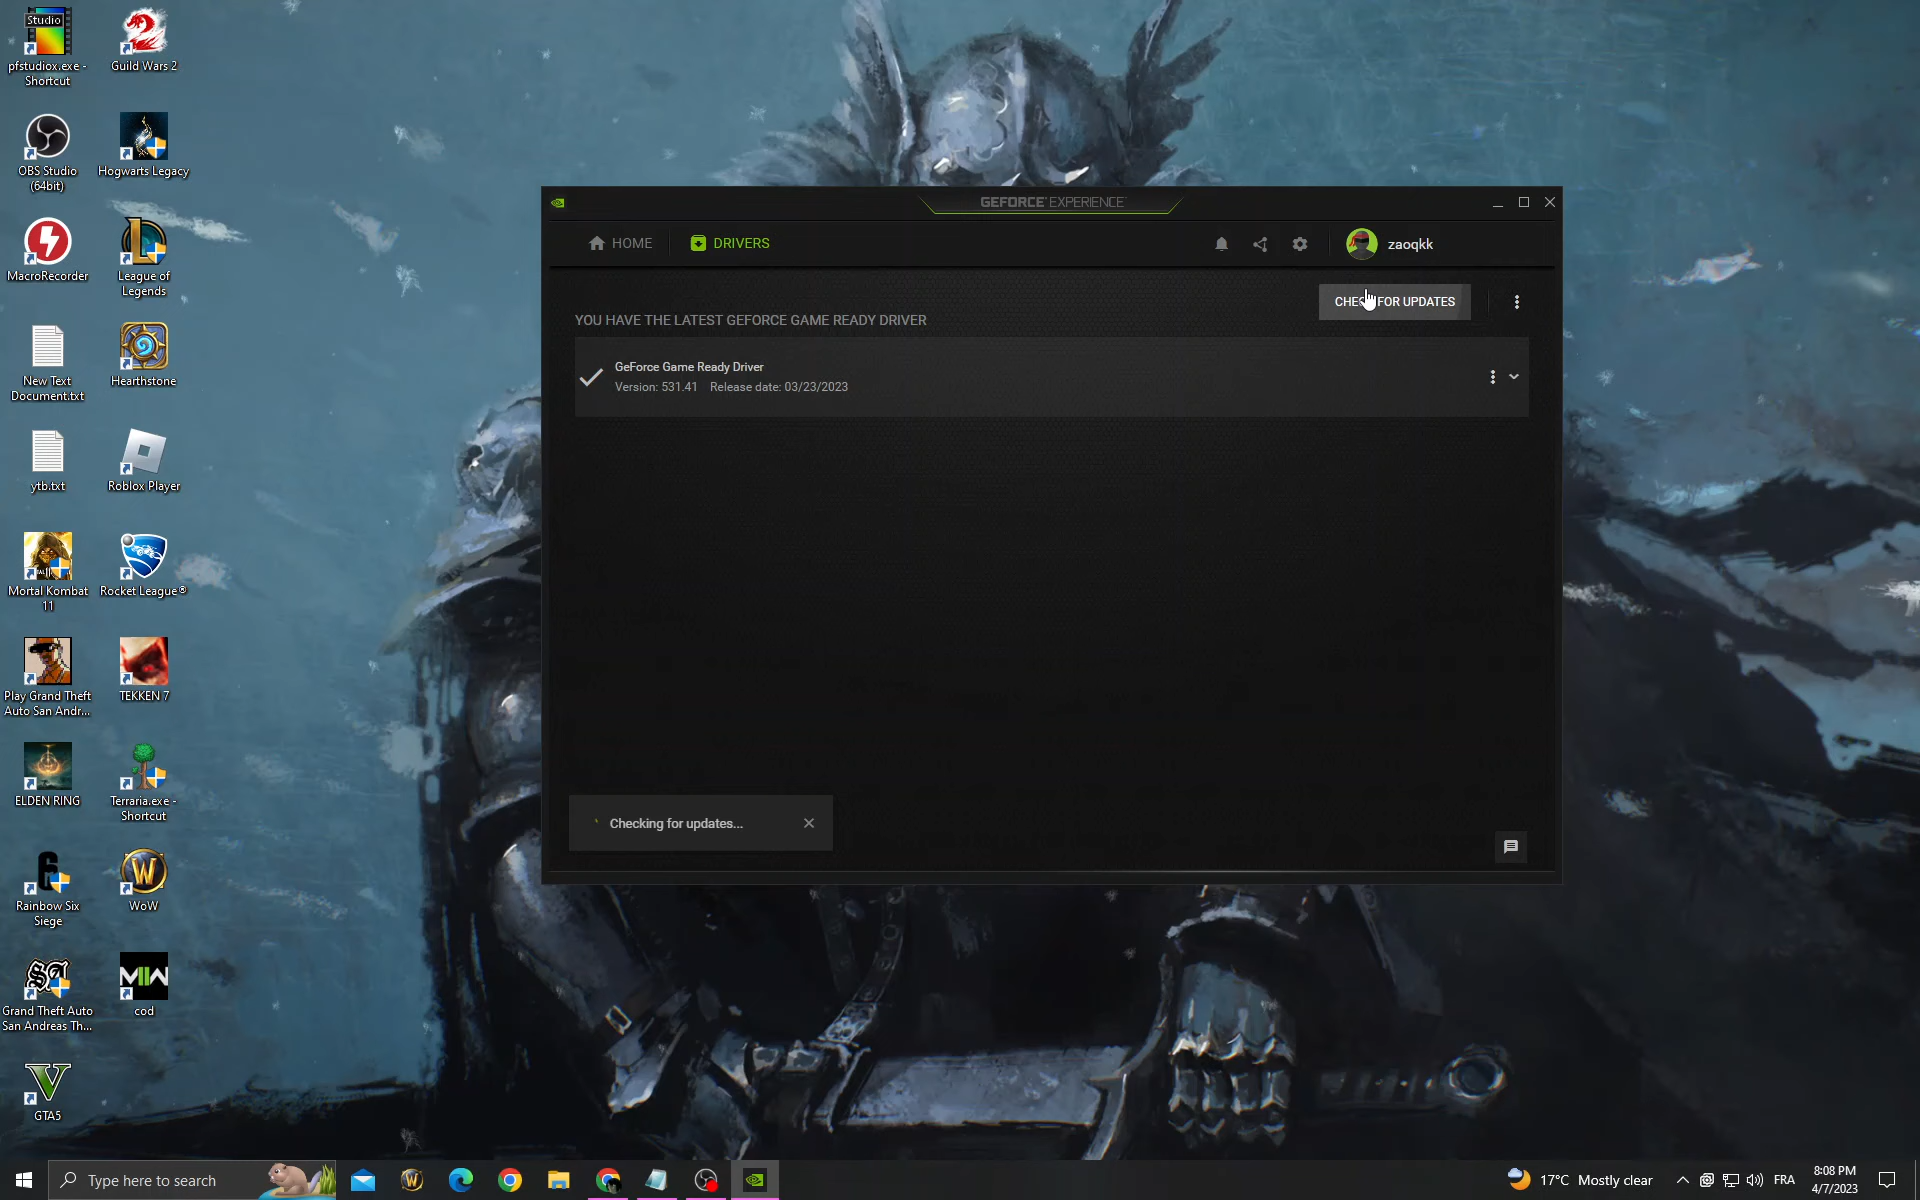 Studio
pfstudiox.exe -
Shortcut
Guild Wars 2
OBS Studio
(64bit)
Hogwarts Legacy
MacroRecorder
League of
Legends
New Text
Document.txt
Hearthstone
ytb.txt
Roblox Player
Mortal Kombat
11
Rocket League®
Play Grand Theft
Auto San Andr...
TEKKEN 7
ELDEN RING
Terraria.exe -
Shortcut
Rainbow Six
Siege
WoW
Grand Theft Auto
San Andreas Th...
cod
GTA5
GEFORCE EXPERIENCE
HOME
DRIVERS
zaoqkk
CHECK FOR UPDATES
YOU HAVE THE LATEST GEFORCE GAME READY DRIVER
GeForce Game Ready Driver
Version: 531.41 Release date: 03/23/2023
Checking for updates...
Type here to search
17°C Mostly clear
FRA
8:08 PM
4/7/2023